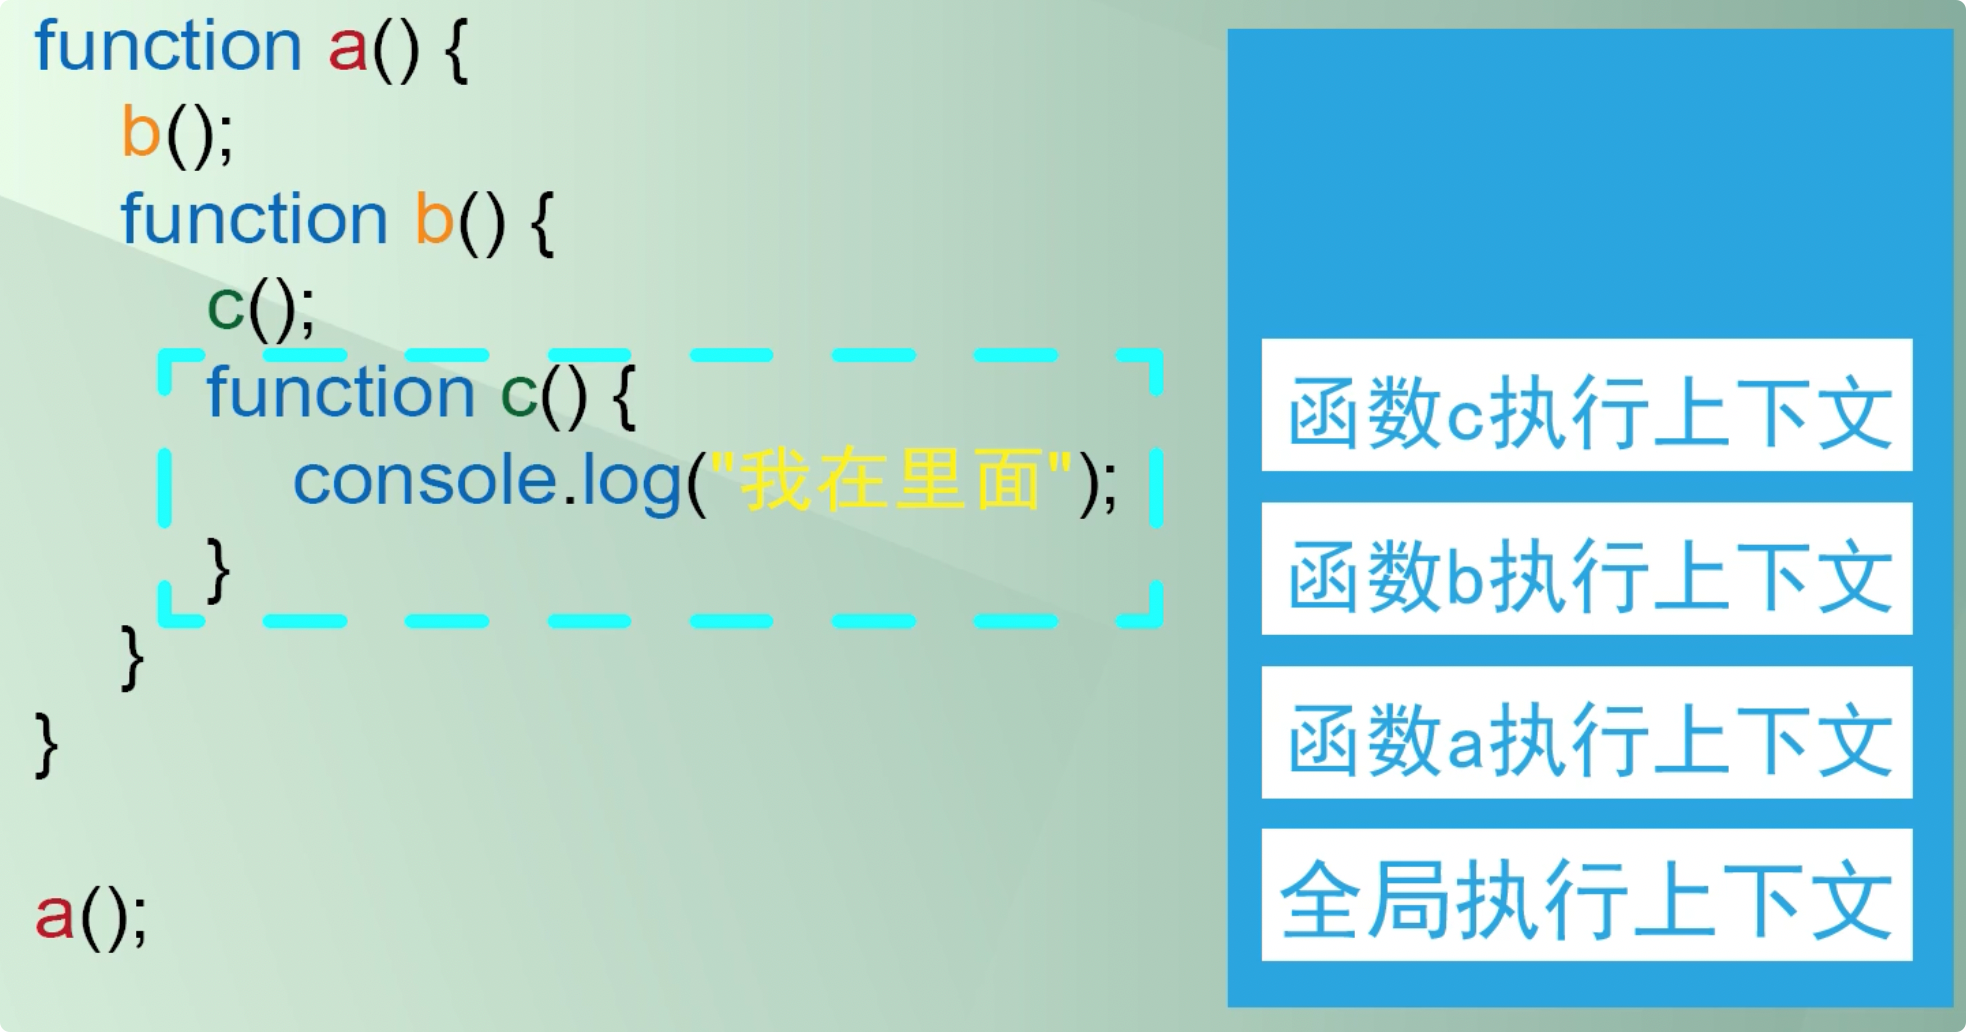 function a() {
b();
function b() {
c();
function c() {
console.log("我在里面");
}
}
}
a();
函数c执行上下文
函数b执行上下文
函数a执行上下文
全局执行上下文